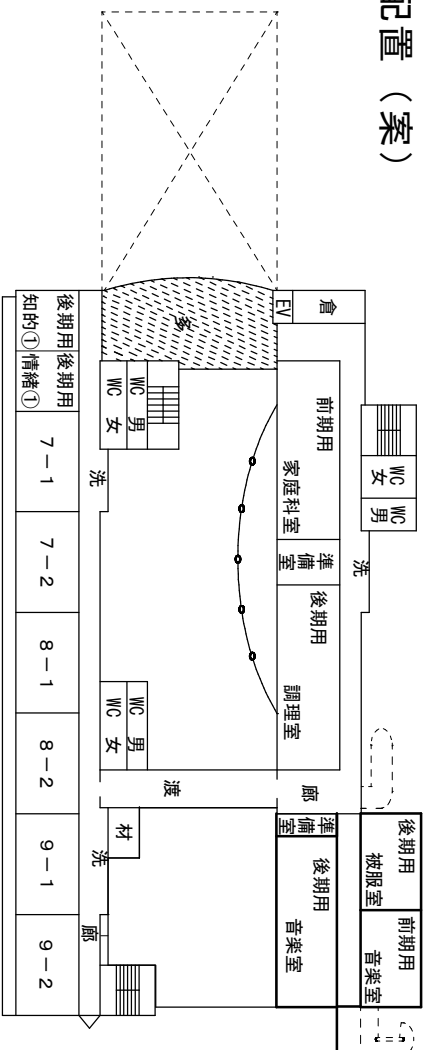 配置（案）
倉
EV
多
前期用
家庭科室
準備室
後期用
調理室
WC 女
WC 男
洗
WC 男
WC 女
後期用
知的①
後期用
情緒①
7－1
7－2
8－1
8－2
9－1
9－2
洗
WC 男
WC 女
渡
廊
材
洗
廊
準備室
後期用
音楽室
後期用
被服室
前期用
音楽室